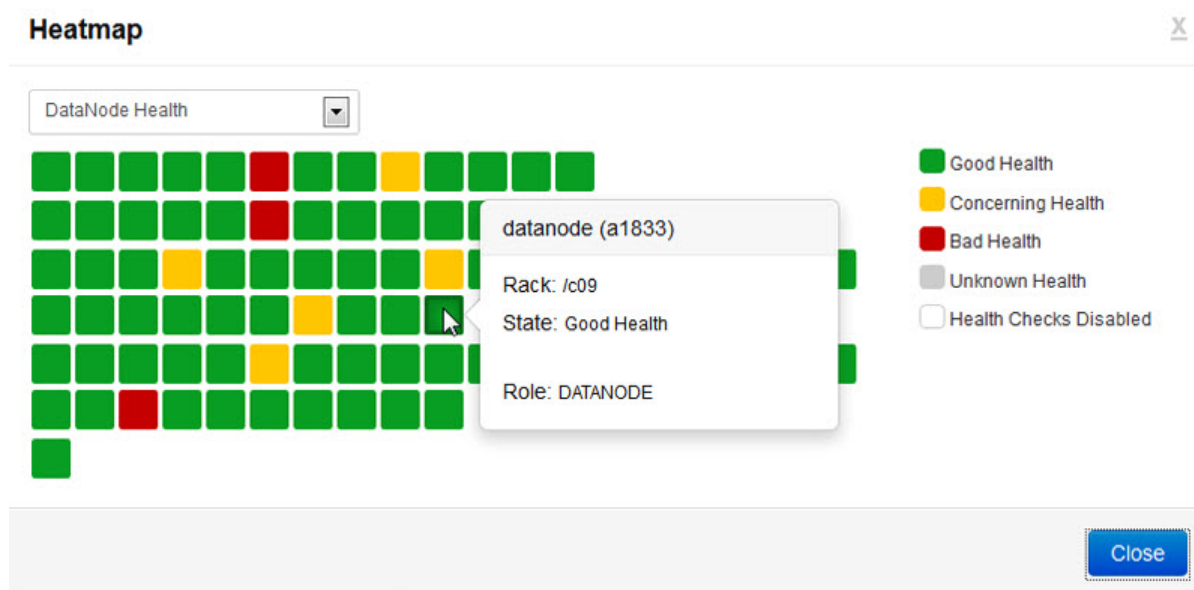 Heatmap
X
DataNode Health
Good Health
Concerning Health
Bad Health
Unknown Health
Health Checks Disabled
datanode (a1833)
Rack: /c09
State: Good Health
Role: DATANODE
Close